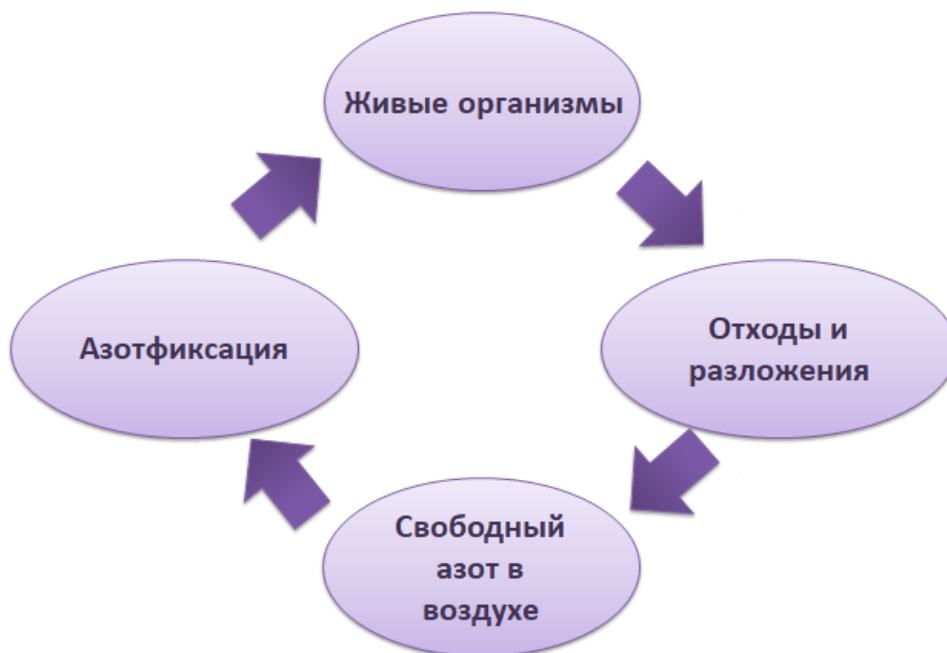 Живые организмы
Азотфиксация
Отходы и
разложения
Свободный
азот в
воздухе